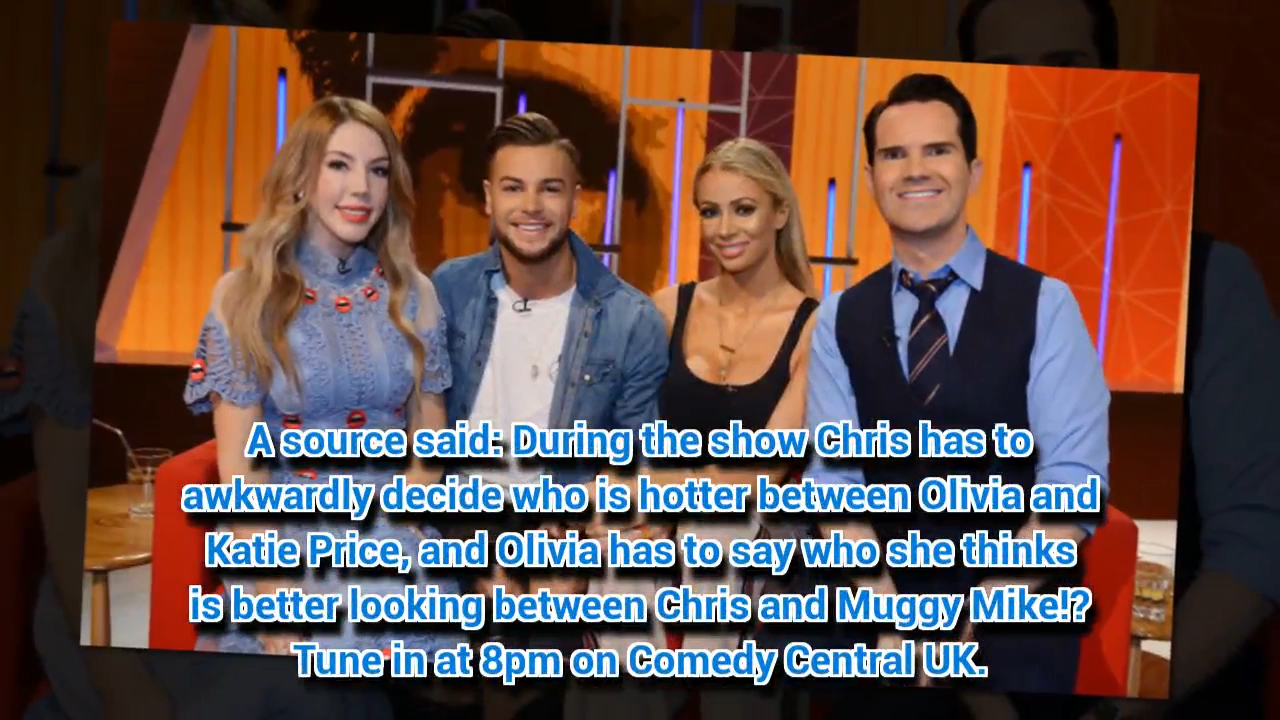 A source said: During the show Chris has to
awkwardly decide who is hotter between Olivia and
Katie Price, and Olivia has to say who she thinks
is better looking between Chris and Muggy Mike!?
Tune in at 8pm on Comedy Central UK.